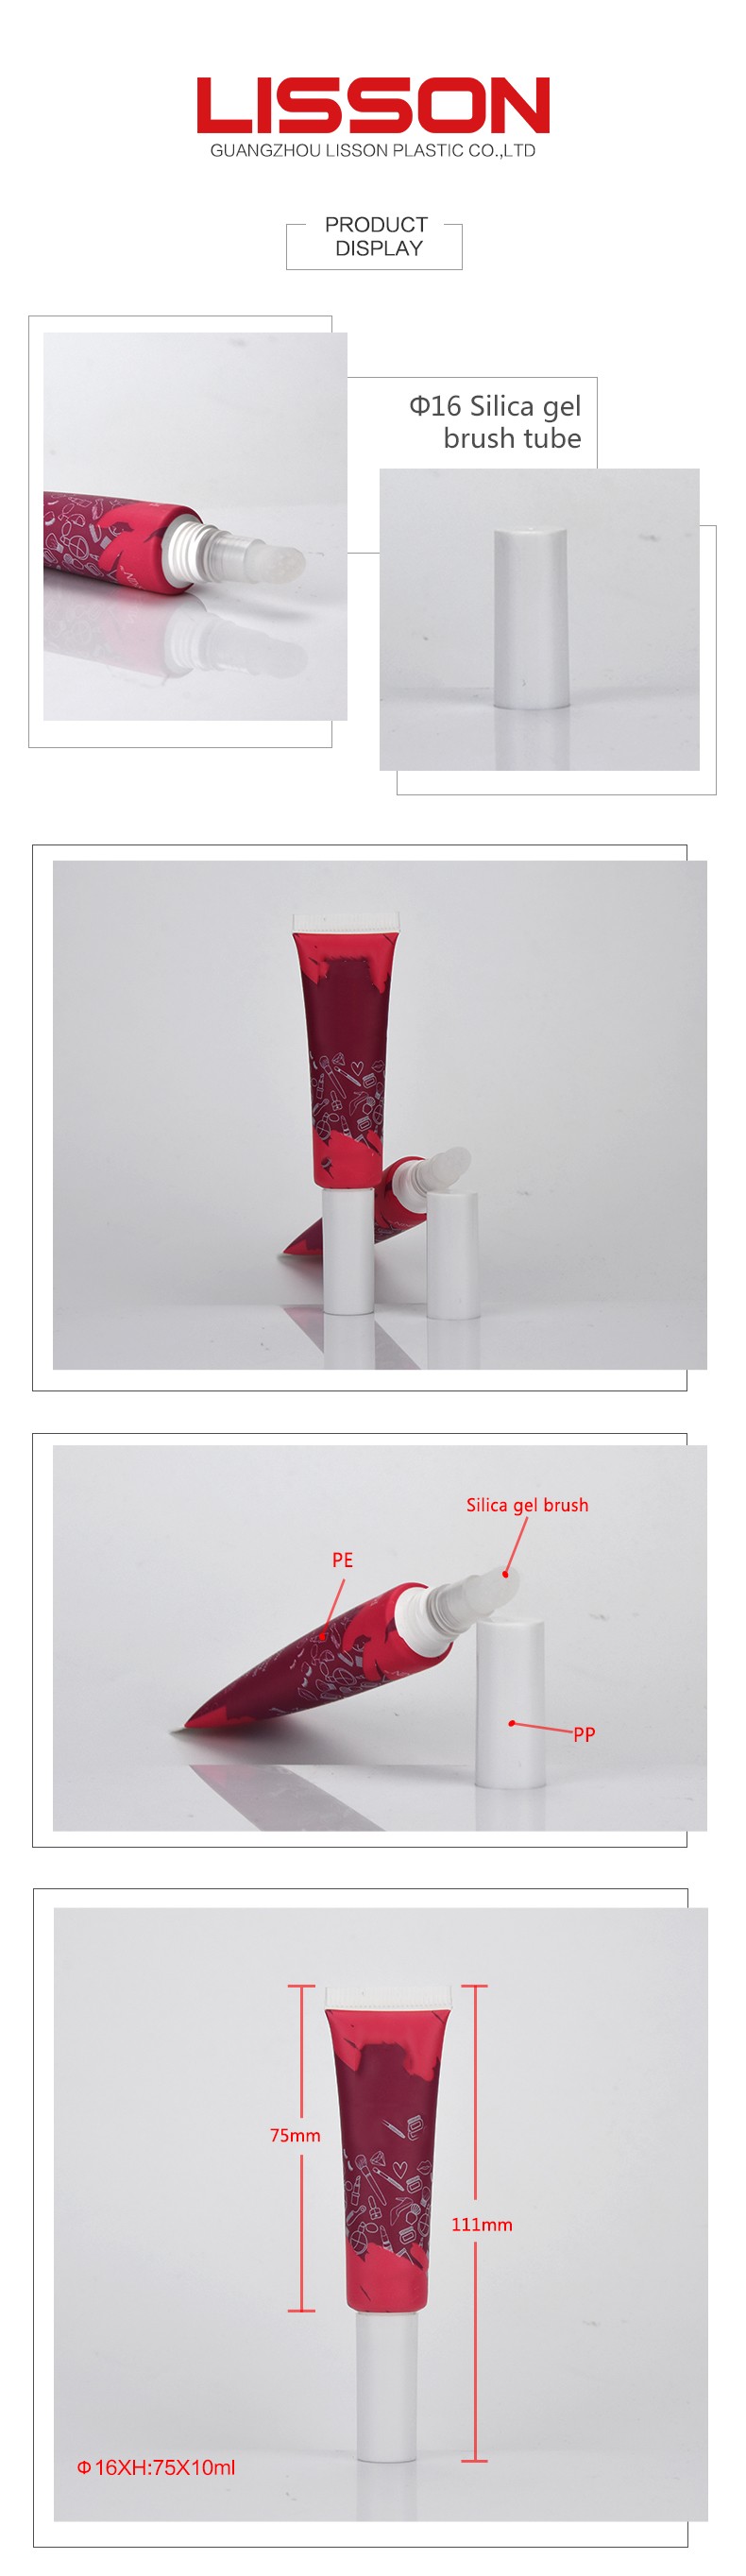 LISSON
GUANGZHOU LISSON PLASTIC CO.,LTD
PRODUCT
DISPLAY
Φ16 Silica gel
brush tube
Silica gel brush
PE
PP
75mm
111mm
Φ16XH:75X10ml